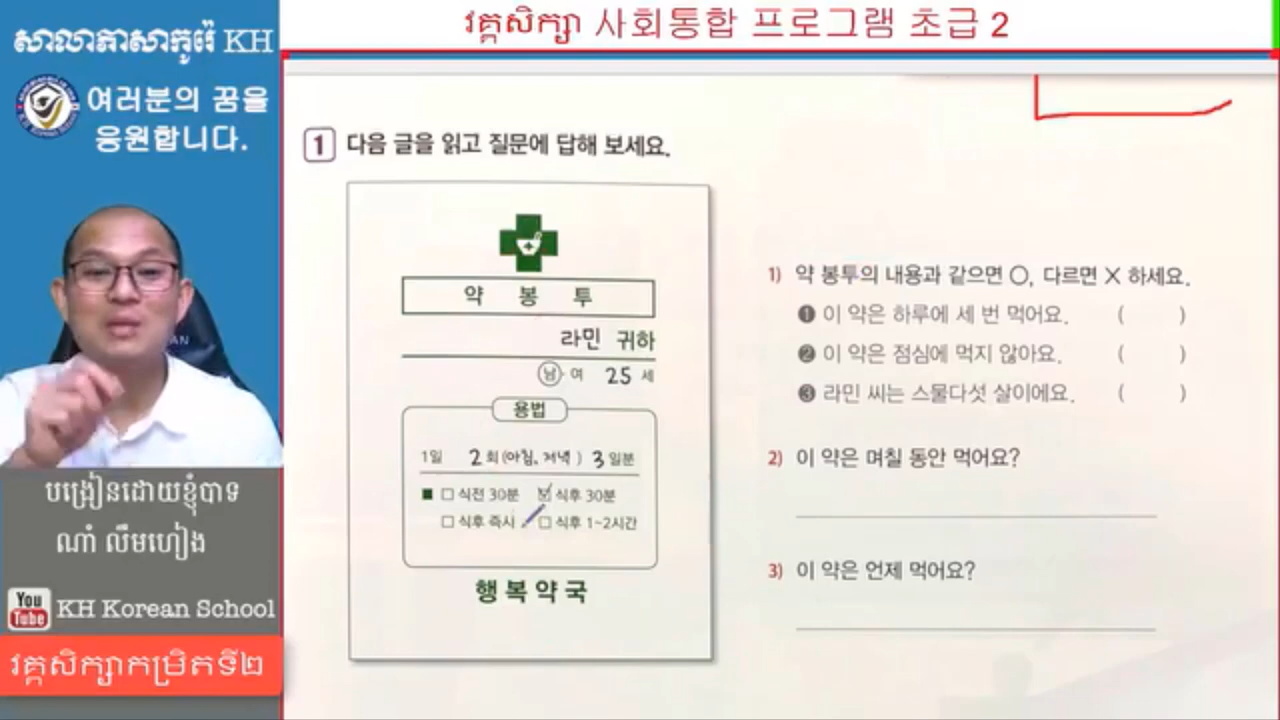 សាលាភាសាកូរ៉េ KH
여러분의 꿈을
응원합니다.
បង្រៀនដោយខ្ញុំបាទ
ណាំ លឹមហៀង
You
Tube
KH Korean School
វគ្គសិក្សាកម្រិតទី២
វគ្គសិក្សា 사회통합 프로그램 초급 2
1 다음 글을 읽고 질문에 답해 보세요.
약 봉 투
라민 귀하
남 여 25 세
용법
1일 2 회 (아침, 저녁) 3 일분
■ □ 식전 30분 ☑ 식후 30분
□ 식후 즉시 □ 식후 1~2시간
행복약국
1) 약 봉투의 내용과 같으면 ○, 다르면 X 하세요.
❶ 이 약은 하루에 세 번 먹어요. ( )
❷ 이 약은 점심에 먹지 않아요. ( )
❸ 라민 씨는 스물다섯 살이에요. ( )
2) 이 약은 며칠 동안 먹어요?
3) 이 약은 언제 먹어요?